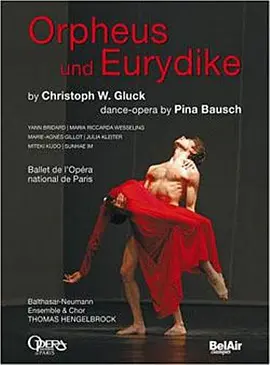 Orpheus
und Eurydike
by Christoph W. Gluck
dance-opera by Pina Bausch
YANN BRIDARD | MARIA RICCARDA WESSELING
MARIE-AGNÈS GILLOT | JULIA KLEITER
MITEKI KUDO | SUNHAE IM
Ballet de l'Opéra
national de Paris
Balthasar-Neumann
Ensemble & Chor
THOMAS HENGELBROCK
OPERA
PARIS
BelAir
classiques